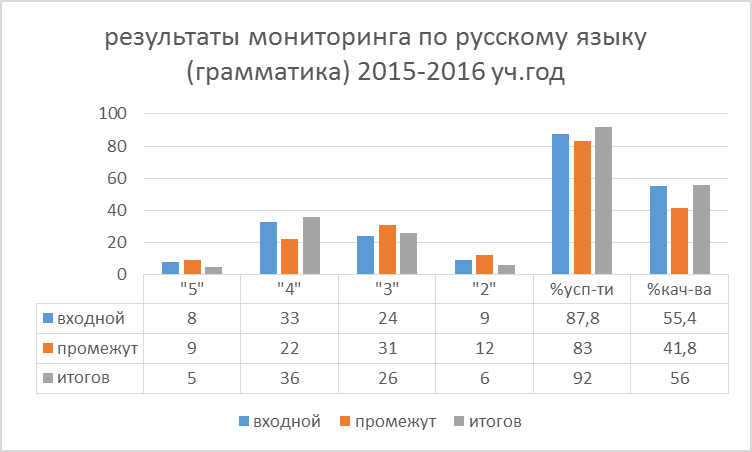 результаты мониторинга по русскому языку
(грамматика) 2015-2016 уч.год
100
80
60
40
20
0
"5" "4" "3" "2" %усп-ти %кач-ва
входной 8 33 24 9 87,8 55,4
промежут 9 22 31 12 83 41,8
итогов 5 36 26 6 92 56
входной промежут итогов